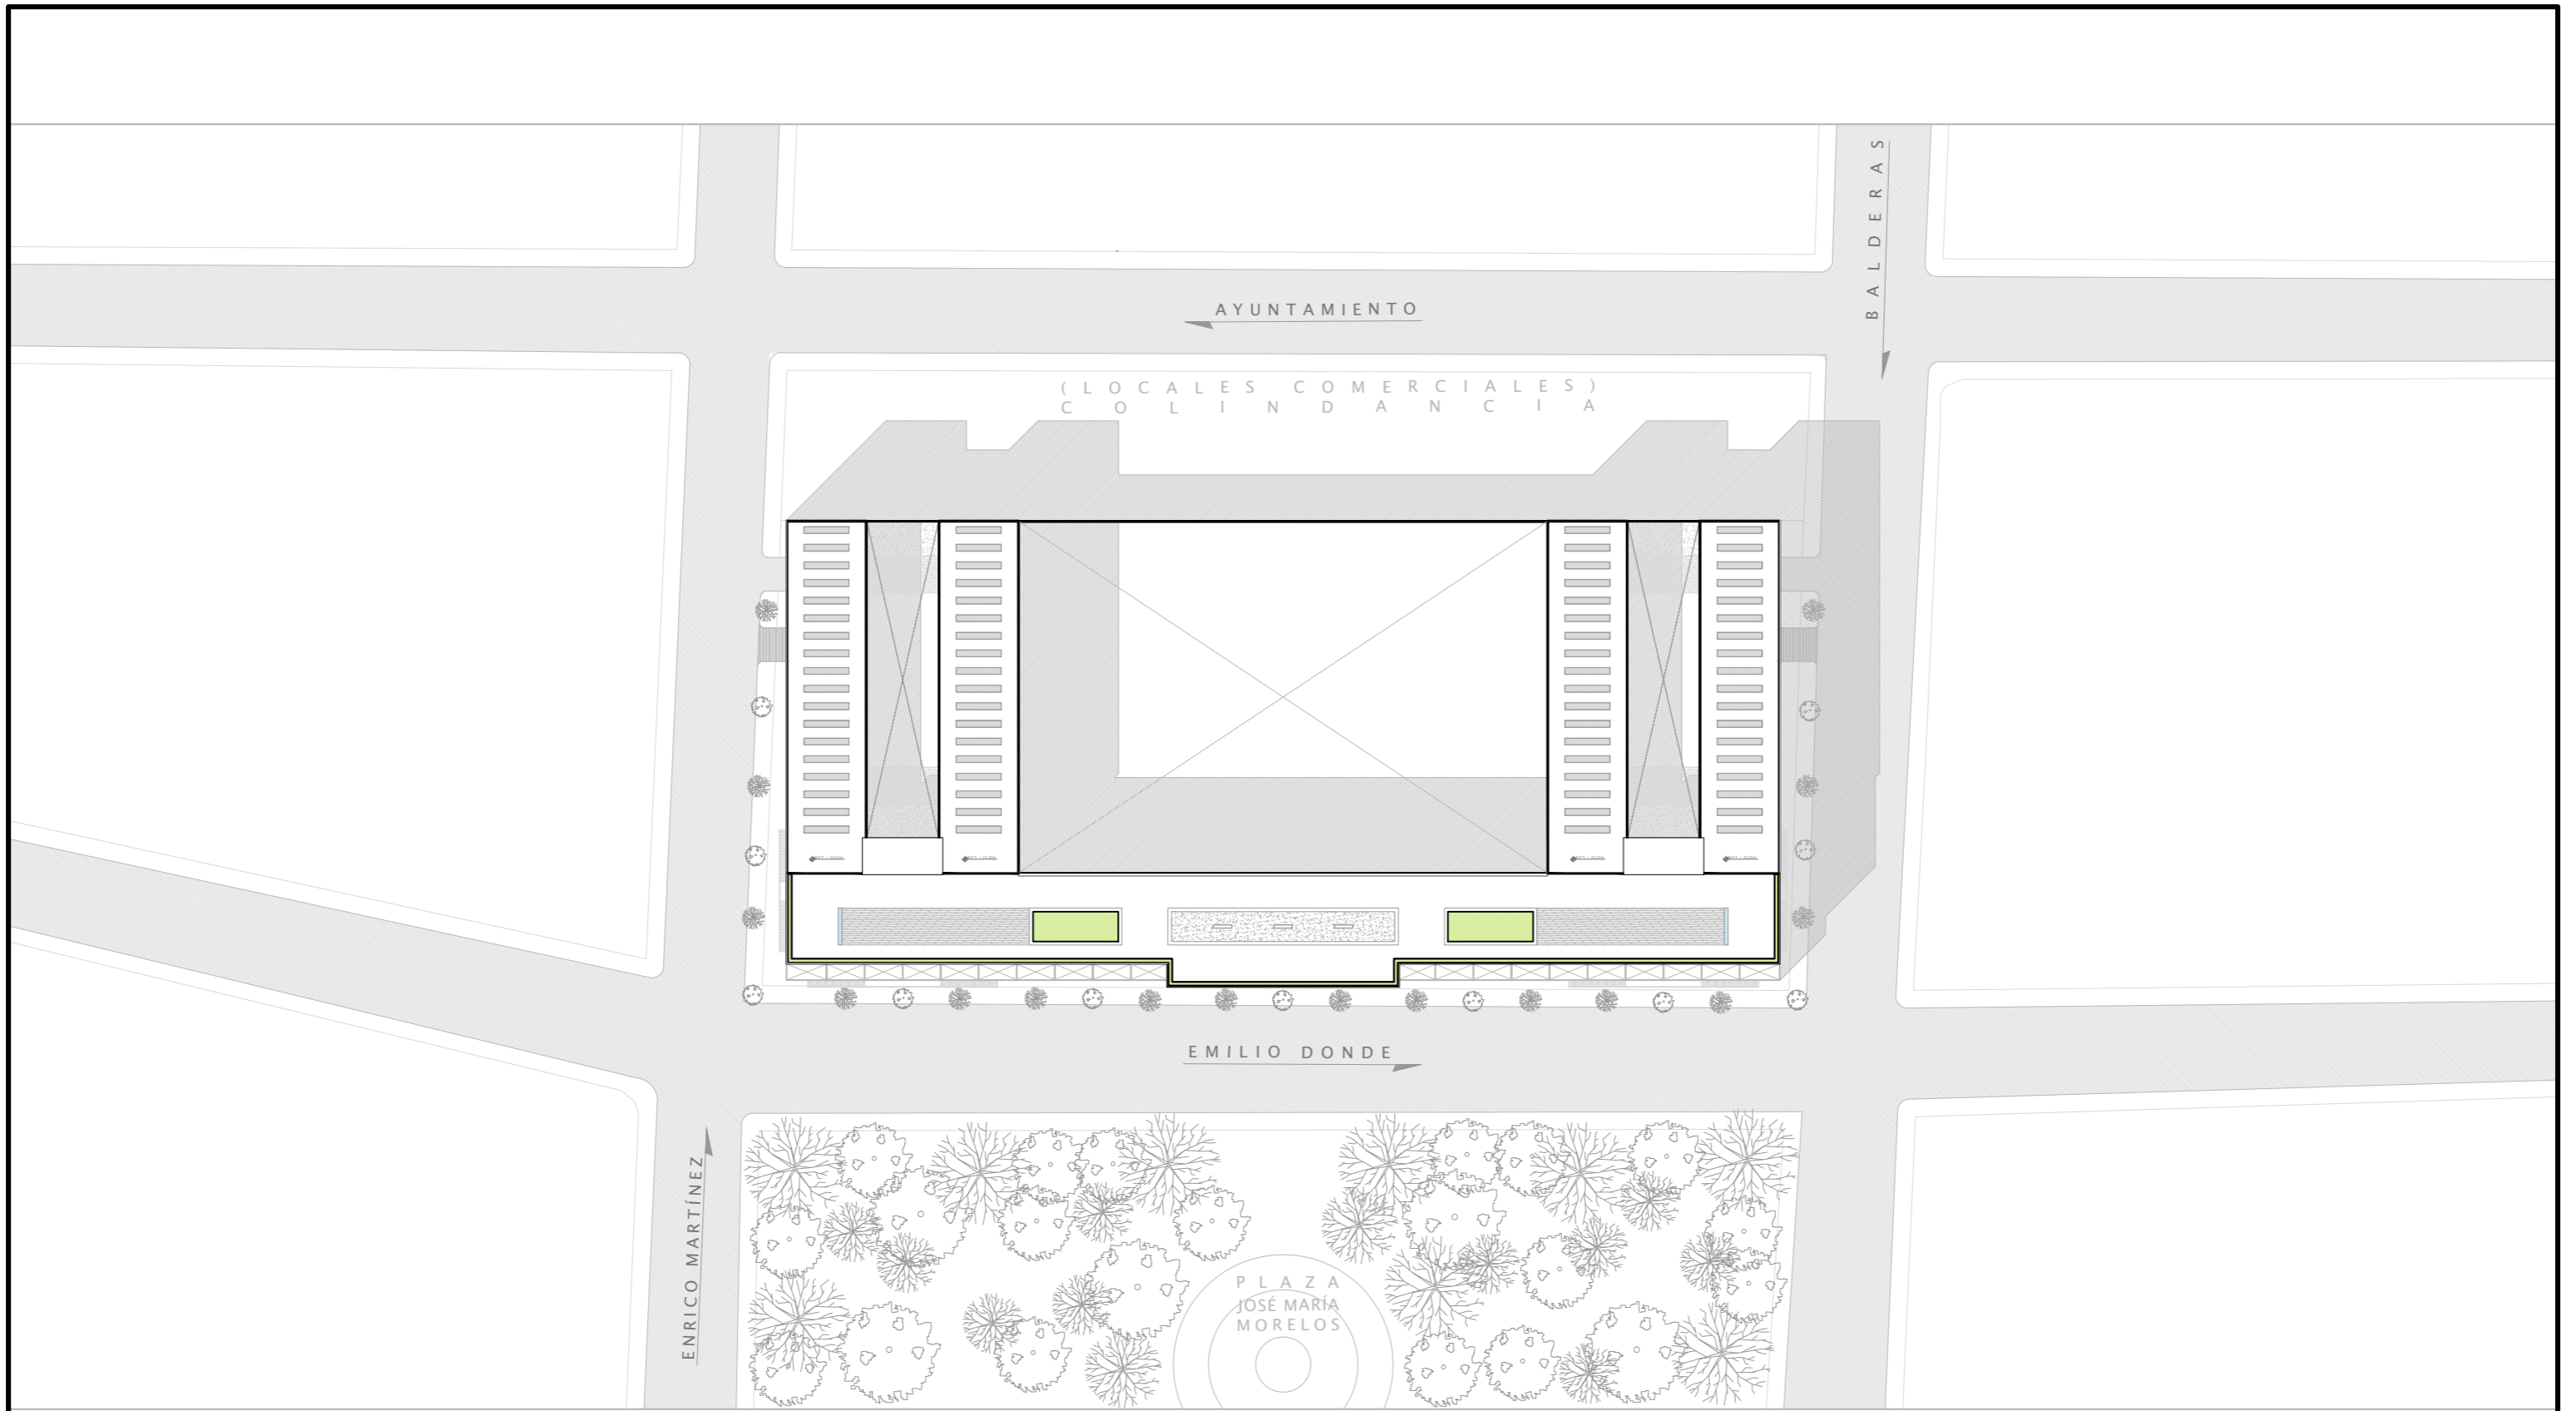 BALDERAS
AYUNTAMIENTO
(LOCALES COMERCIALES)
COLINDANCIA
EMILIO DONDE
ENRICO MARTÍNEZ
PLAZA
JOSÉ MARÍA
MORELOS